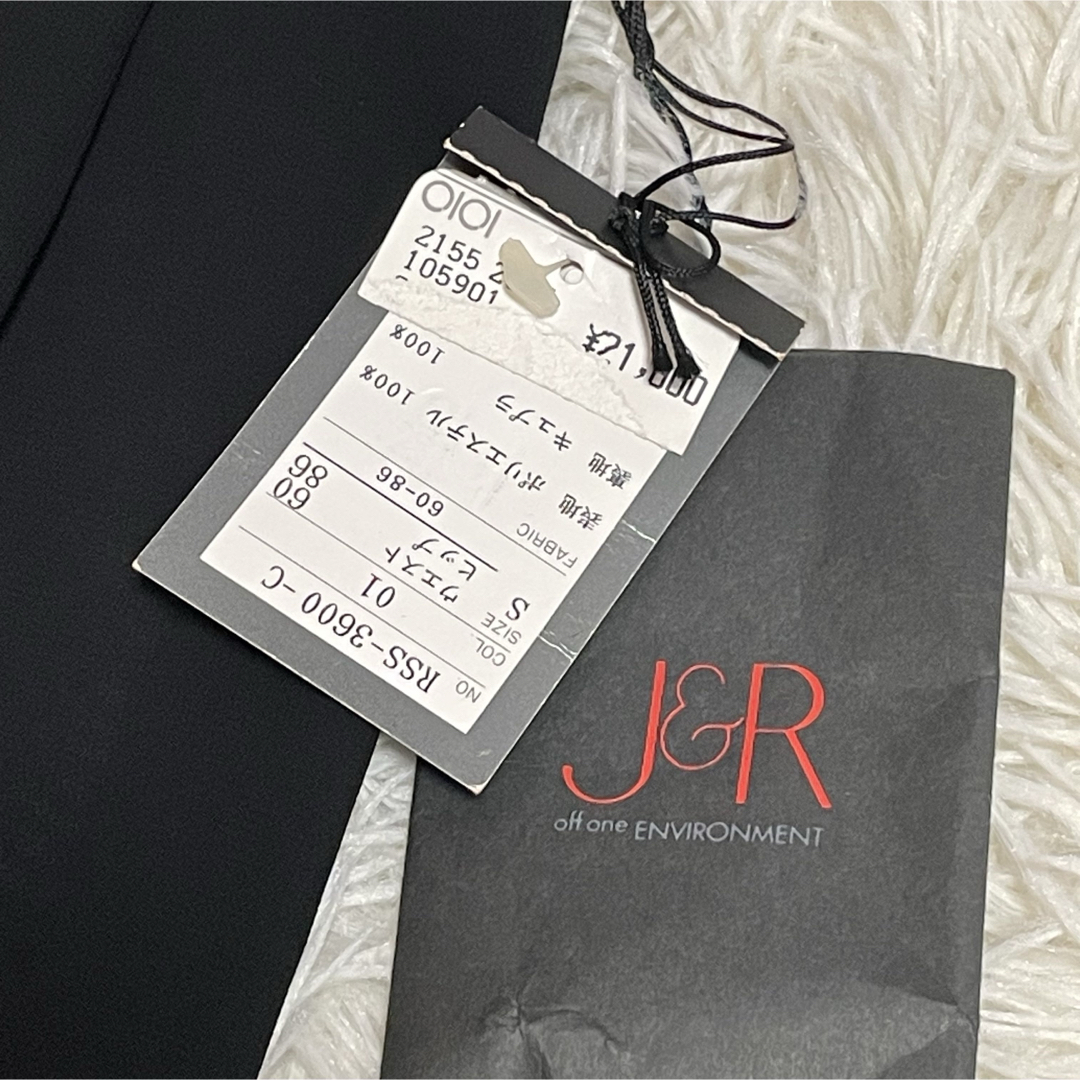 OIOI
2155 2
105901
¥21,000
NO. RSS-3600-C
COL. 01
SIZE S
ウエスト 60
ヒップ 86
FABRIC 60-86
表地 ポリエステル 100%
裏地 キュプラ 100%
J&R
off one ENVIRONMENT